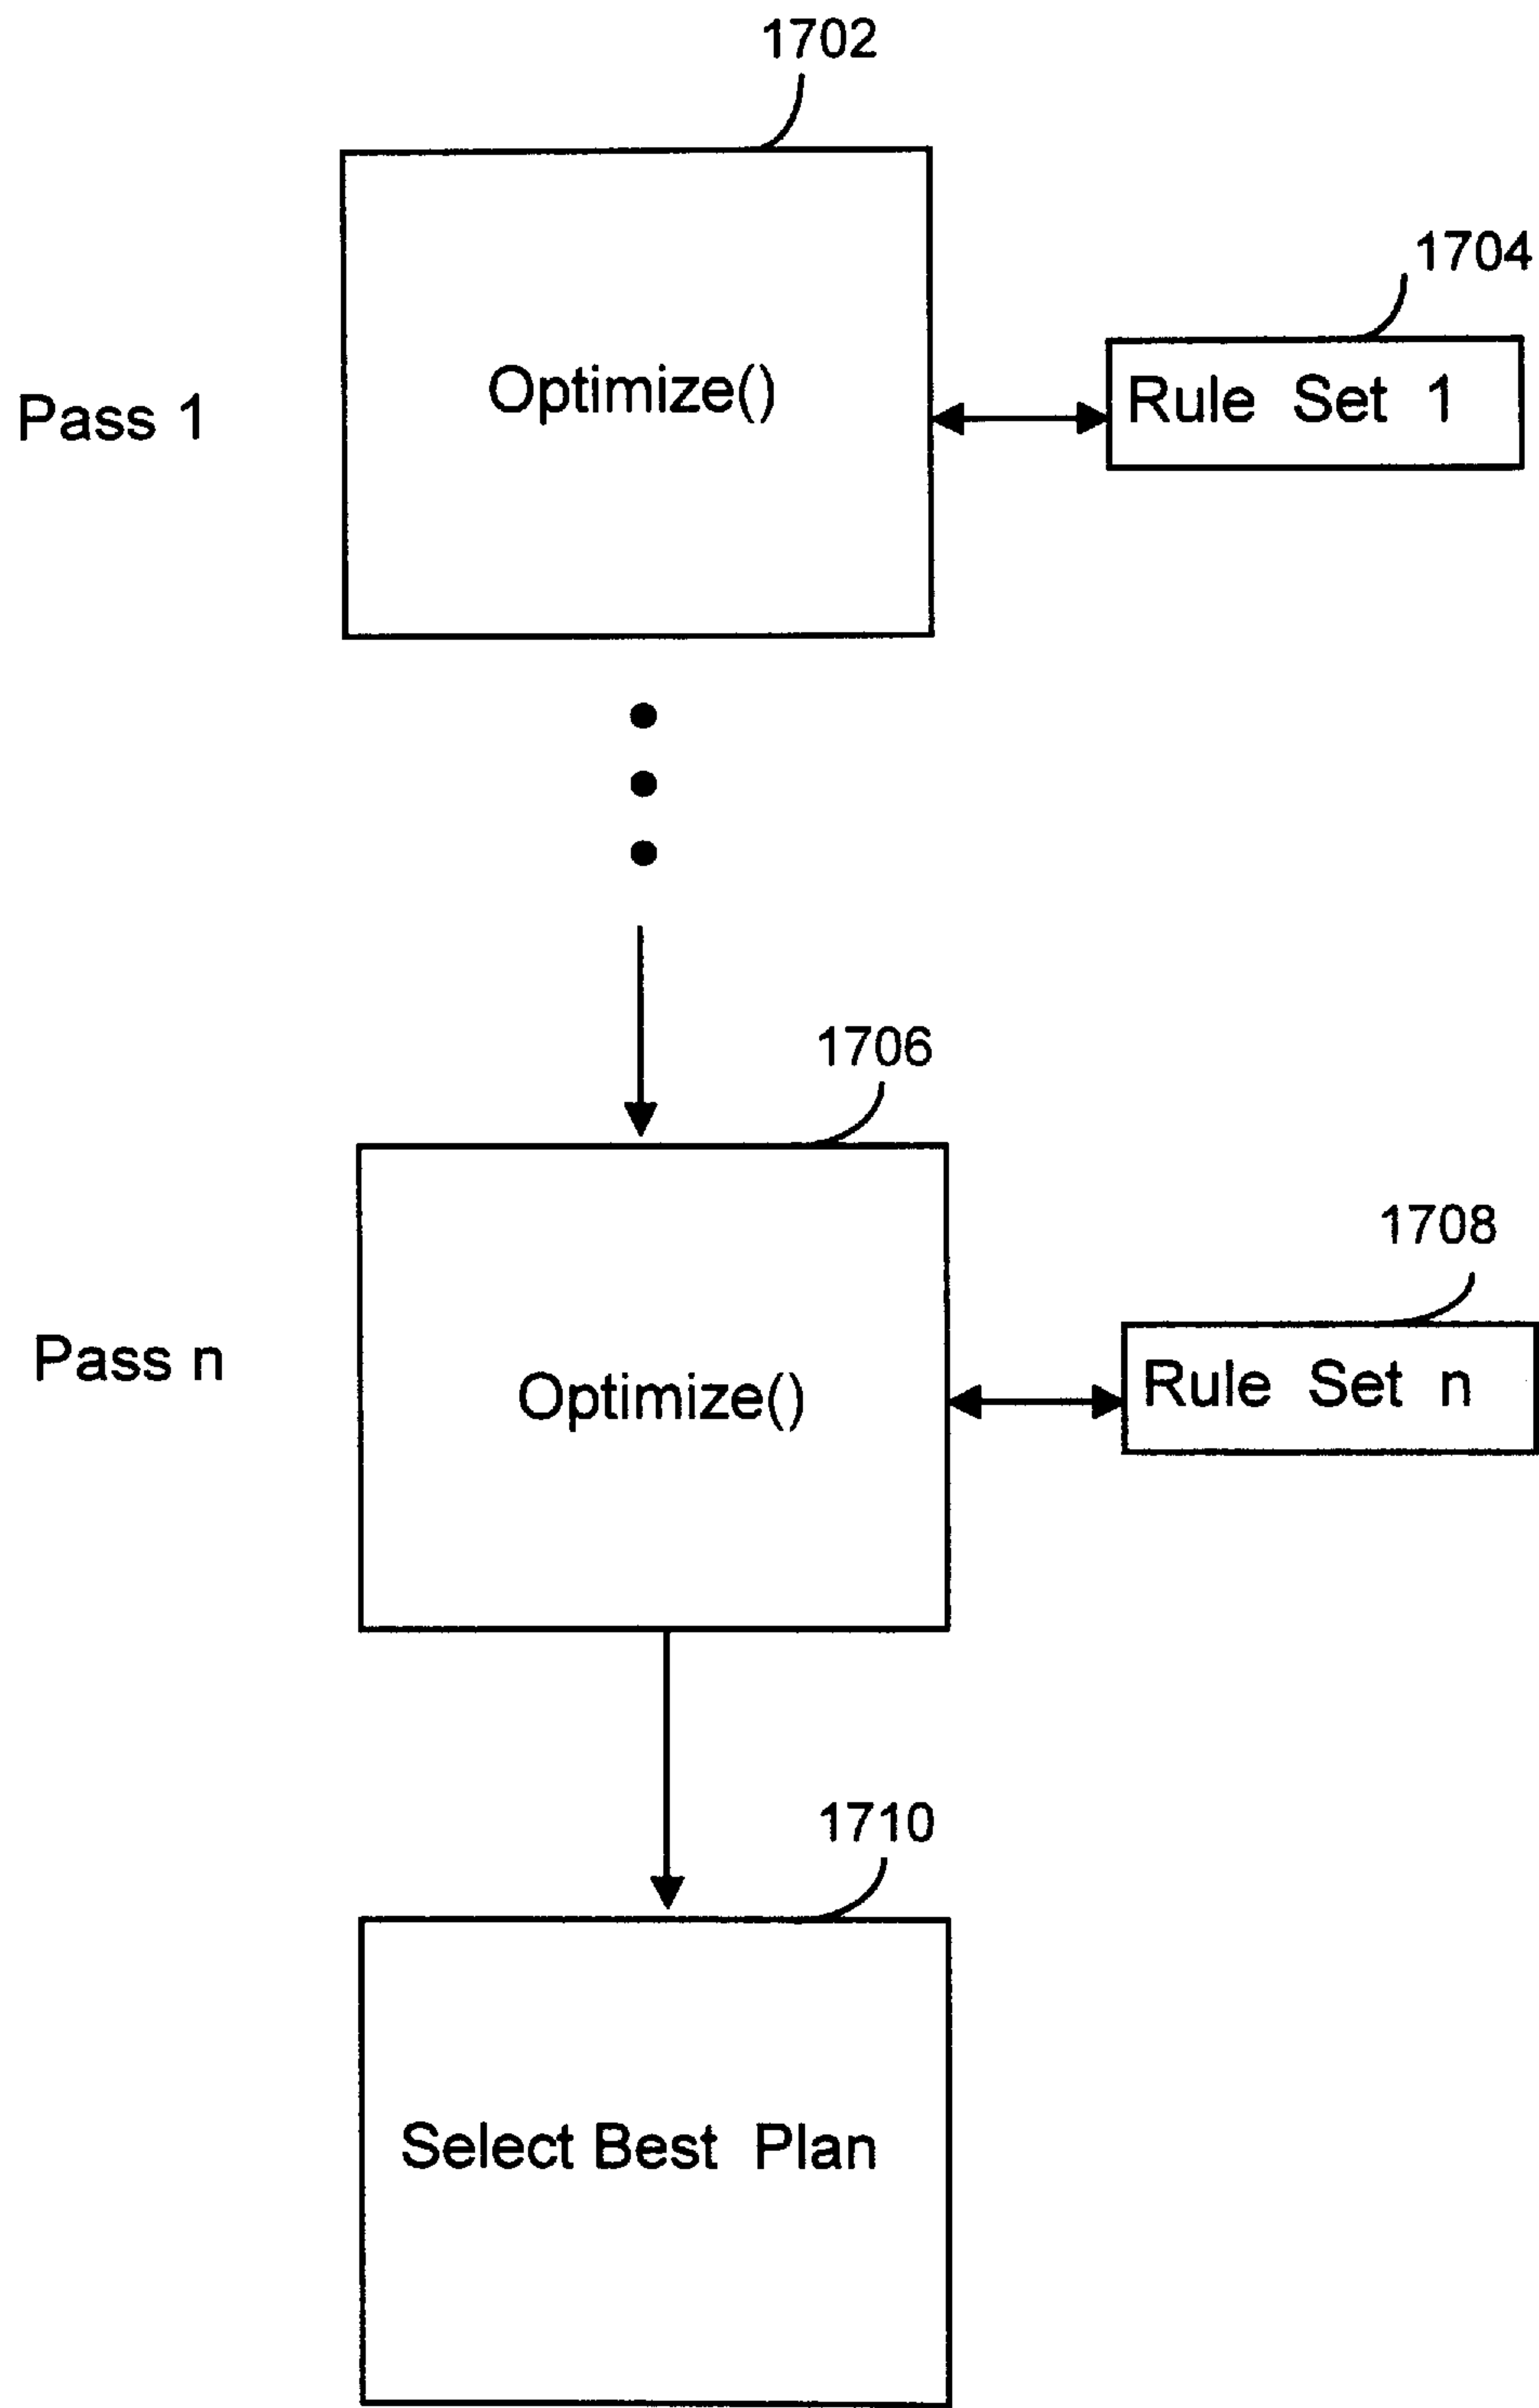 1702
1704
Optimize()
Rule Set 1
Pass 1
1706
1708
Pass n
Optimize()
Rule Set n
1710
Select Best Plan